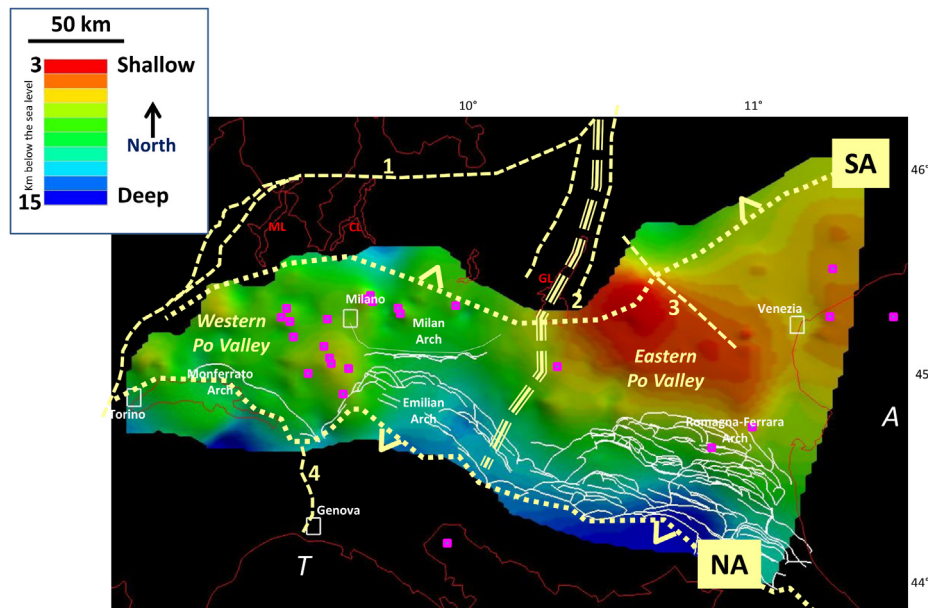 50 km
3
Shallow
Km below the sea level
North
15
Deep
10°
11°
46°
SA
1
ML
CL
GL
2
3
Milano
Venezia
Western
Po Valley
Milan
Arch
Eastern
Po Valley
Monferrato
Arch
45°
Torino
Emilian
Arch
Romagna-Ferrara
Arch
A
4
Genova
T
NA
44°